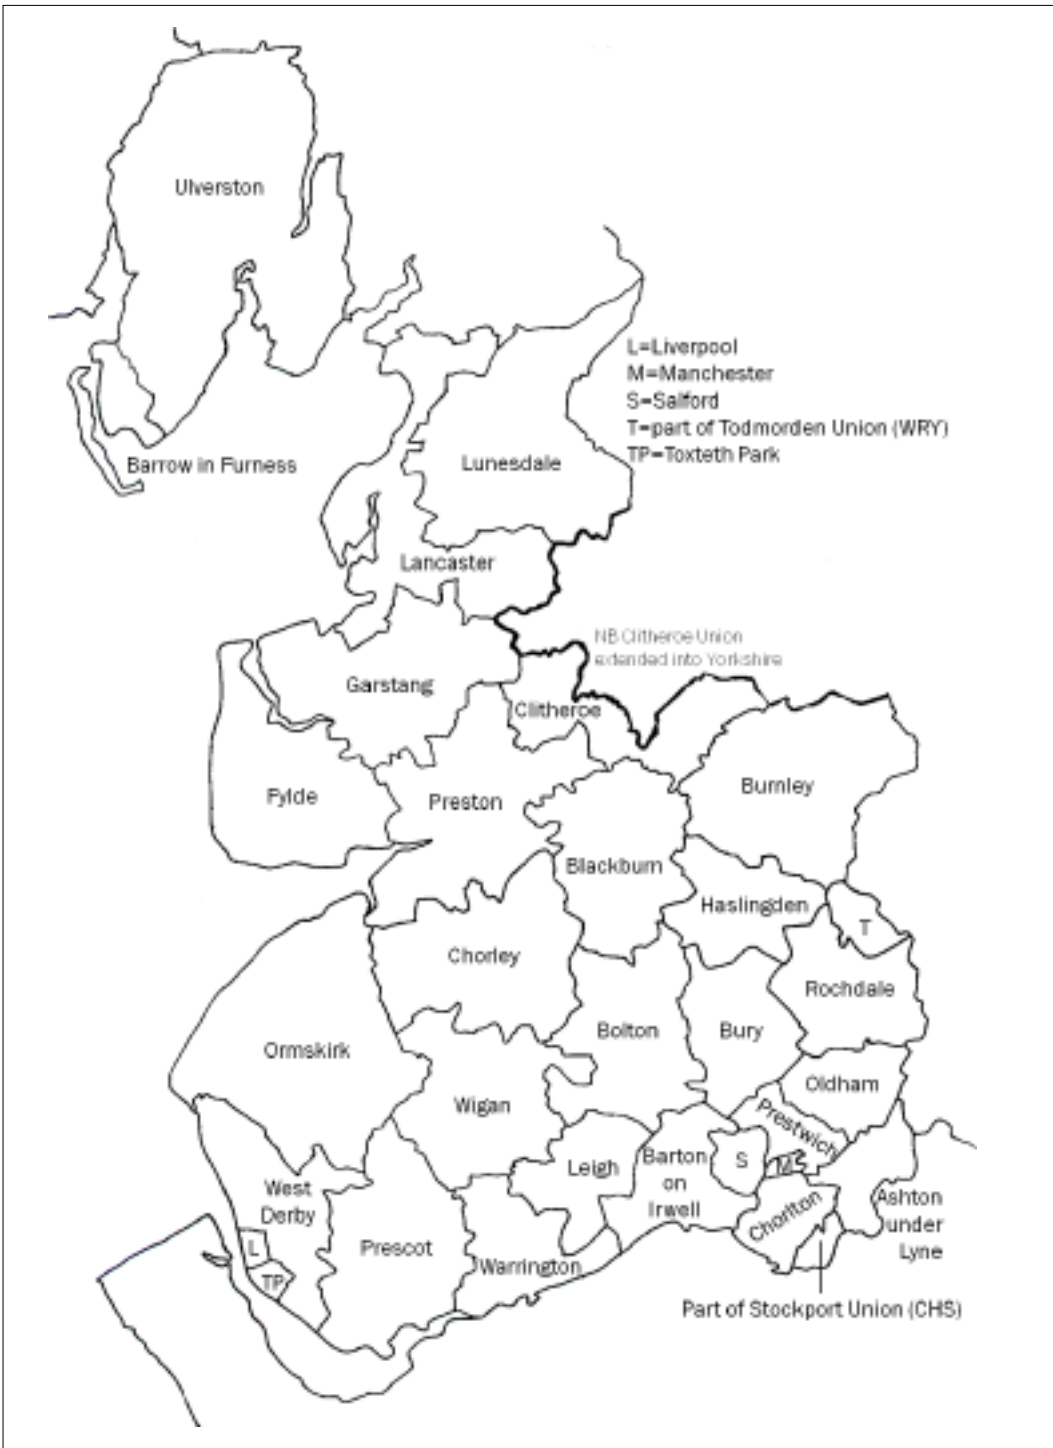 Ulverston
L=Liverpool
M=Manchester
S=Salford
T=part of Todmorden Union (WRY)
TP=Toxteth Park
Barrow in Furness
Lunesdale
Lancaster
NB Clitheroe Union
extended into Yorkshire
Garstang
Clitheroe
Fylde
Preston
Burnley
Blackburn
Haslingden
T
Chorley
Rochdale
Ormskirk
Bolton
Bury
Oldham
Wigan
Prestwich
Leigh
Barton
on
Irwell
S
M
West
Derby
Chorlton
Ashton
under
Lyne
L
Prescot
TP
Warrington
Part of Stockport Union (CHS)